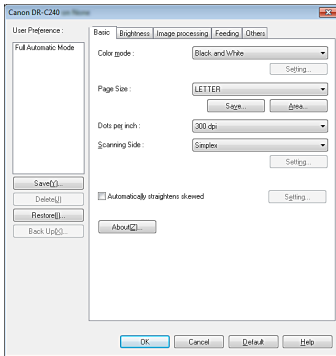 Canon DR-C240 on None
User Preference :
Full Automatic Mode
Save(Y)...
Delete(J)
Restore(I)...
Back Up(X)...
Basic Brightness Image processing Feeding Others
Color mode : Black and White
Setting...
Page Size : LETTER
Save... Area...
Dots per inch : 300 dpi
Scanning Side : Simplex
Setting...
Automatically straightens skewed Setting...
About(Z)...
OK Cancel Default Help